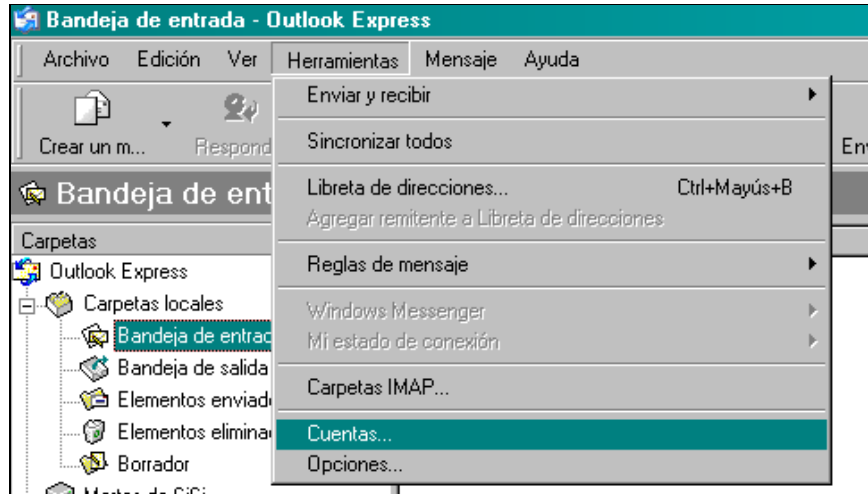 Bandeja de entrada - Outlook Express
Archivo Edición Ver Herramientas Mensaje Ayuda
Crear un m... Respond
Bandeja de ent
Carpetas
Outlook Express
Carpetas locales
Bandeja de entrad
Bandeja de salida
Elementos enviad
Elementos elimina
Borrador
Enviar y recibir
Sincronizar todos
Libreta de direcciones... Ctrl+Mayús+B
Agregar remitente a Libreta de direcciones
Reglas de mensaje
Windows Messenger
Mi estado de conexión
Carpetas IMAP...
Cuentas...
Opciones...
En